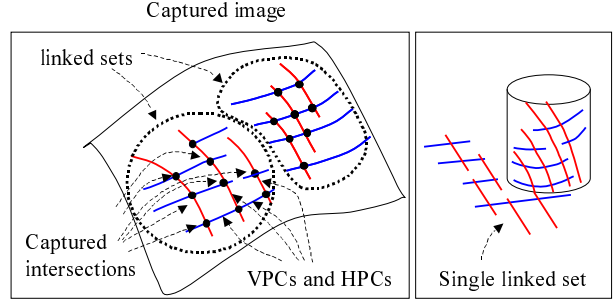 Captured image
linked sets
Captured
intersections
VPCs and HPCs
Single linked set